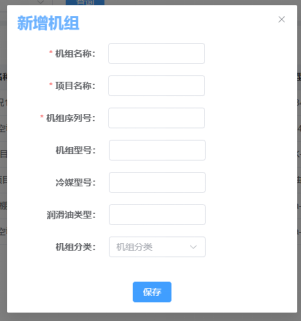 新增机组
* 机组名称：
* 项目名称：
* 机组序列号：
机组型号：
冷媒型号：
润滑油类型：
机组分类： 机组分类
保存